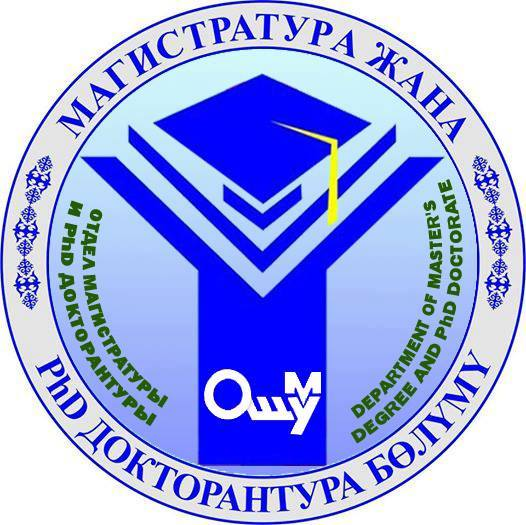 МАГИСТРАТУРА ЖАНА
PhD ДОКТОРАНТУРА БӨЛҮМҮ
ОТДЕЛ МАГИСТРАТУРЫ
И PhD ДОКТОРАНТУРЫ
DEPARTMENT OF MASTER'S
DEGREE AND PhD DOCTORATE
ОшМУ